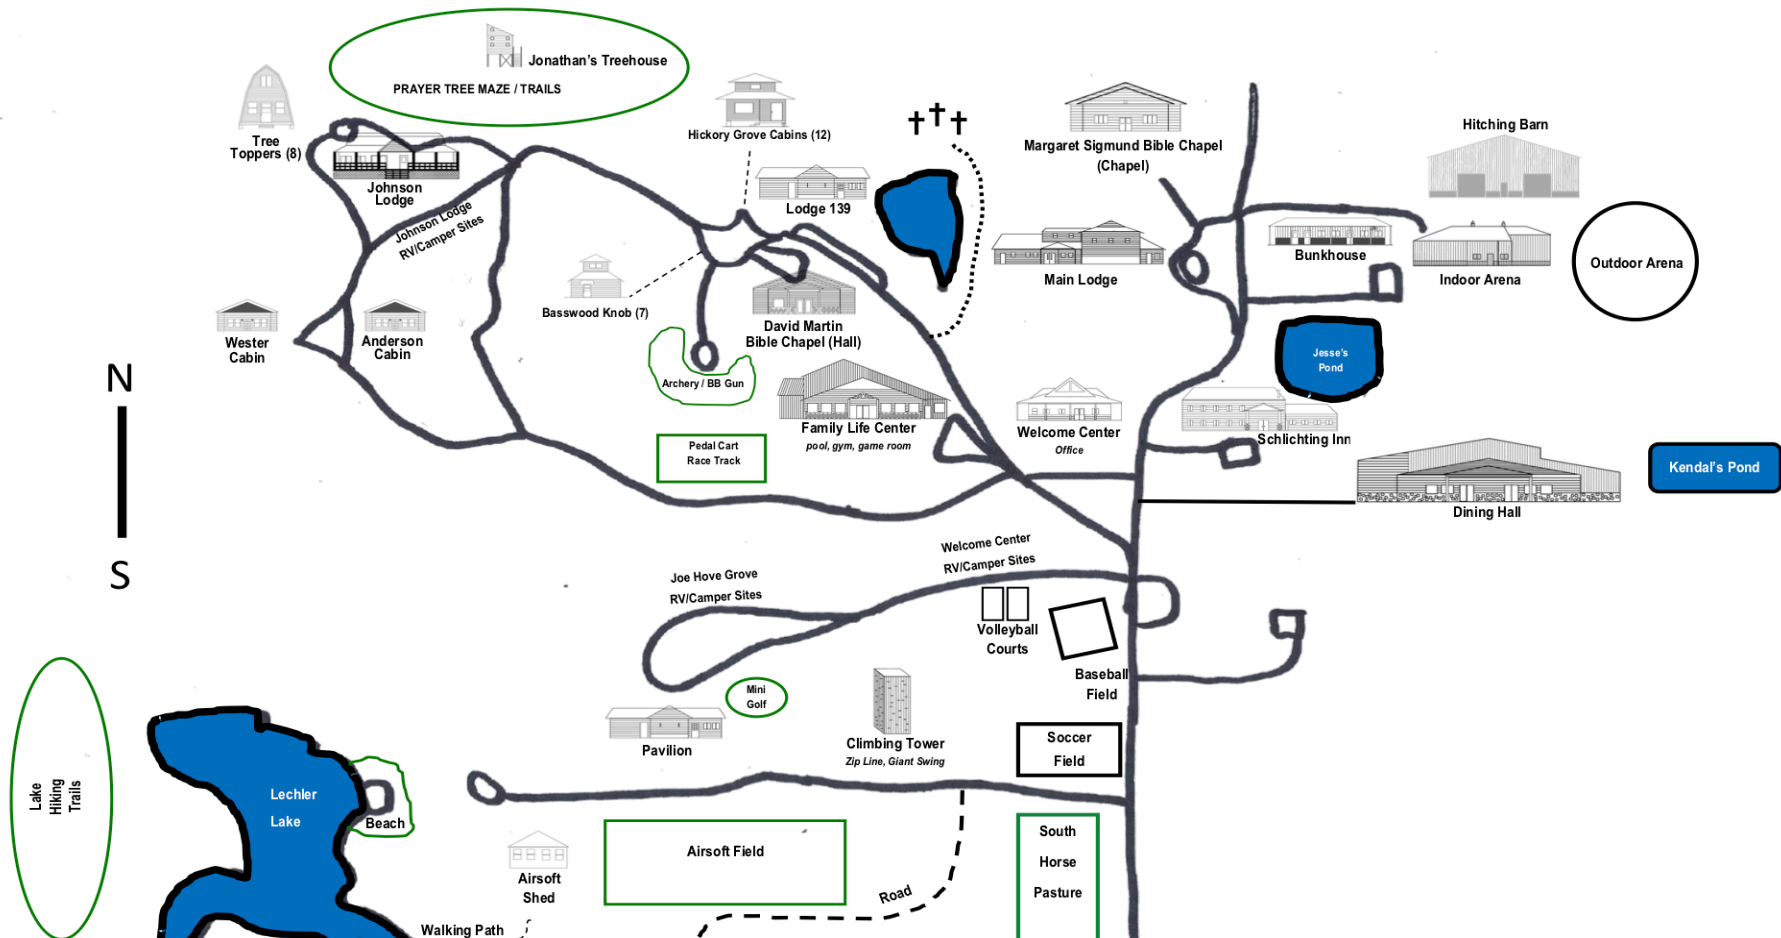 Jonathan's Treehouse
PRAYER TREE MAZE / TRAILS
Tree
Toppers (8)
Johnson
Lodge
Johnson Lodge
RV/Camper Sites
Hickory Grove Cabins (12)
Lodge 139
Margaret Sigmund Bible Chapel
(Chapel)
Hitching Barn
Main Lodge
Bunkhouse
Indoor Arena
Outdoor Arena
Basswood Knob (7)
David Martin
Bible Chapel (Hall)
Wester
Cabin
Anderson
Cabin
Jesse's
Pond
N
S
Archery / BB Gun
Family Life Center
pool, gym, game room
Welcome Center
Office
Schlichting Inn
Pedal Cart
Race Track
Kendal's Pond
Dining Hall
Welcome Center
RV/Camper Sites
Joe Hove Grove
RV/Camper Sites
Volleyball
Courts
Baseball
Field
Mini
Golf
Pavilion
Climbing Tower
Zip Line, Giant Swing
Soccer
Field
Lake
Hiking
Trails
Lechler
Lake
Beach
Airsoft Field
South
Horse
Pasture
Airsoft
Shed
Road
Walking Path